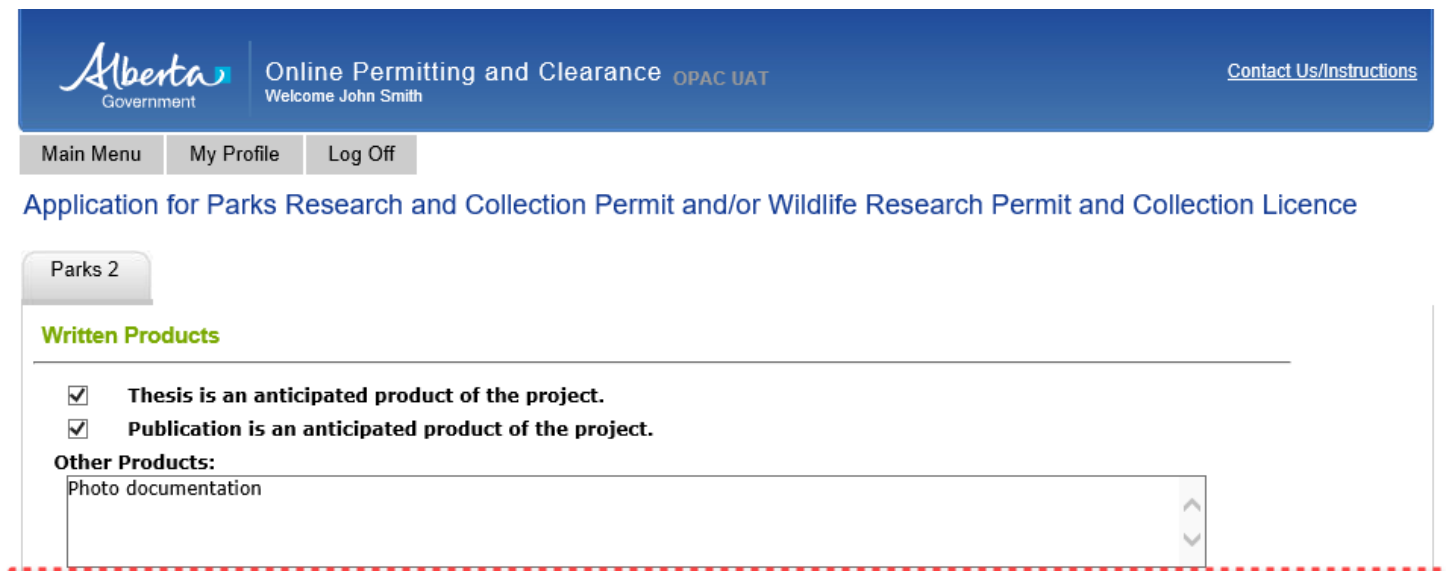 Alberta
Government
Online Permitting and Clearance OPAC UAT
Welcome John Smith
Contact Us/Instructions
Main Menu My Profile Log Off
Application for Parks Research and Collection Permit and/or Wildlife Research Permit and Collection Licence
Parks 2
Written Products
Thesis is an anticipated product of the project.
Publication is an anticipated product of the project.
Other Products:
Photo documentation